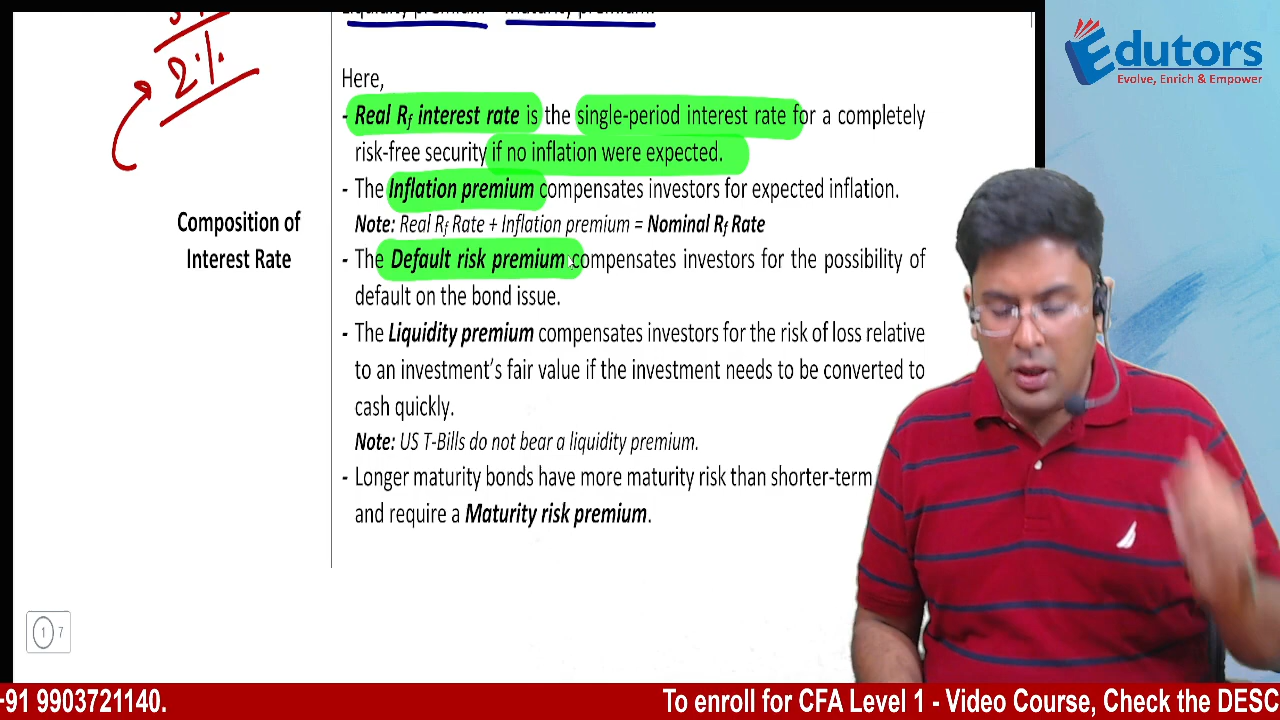 Liquidity premium Maturity premium.
2%
Here,
- Real Rf interest rate is the single-period interest rate for a completely
risk-free security if no inflation were expected.
- The Inflation premium compensates investors for expected inflation.
Note: Real Rf Rate + Inflation premium = Nominal Rf Rate
Composition of
Interest Rate
- The Default risk premium compensates investors for the possibility of
default on the bond issue.
- The Liquidity premium compensates investors for the risk of loss relative
to an investment's fair value if the investment needs to be converted to
cash quickly.
Note: US T-Bills do not bear a liquidity premium.
- Longer maturity bonds have more maturity risk than shorter-term
and require a Maturity risk premium.
1 7
Edutors
Evolve, Enrich & Empower
-91 9903721140. To enroll for CFA Level 1 - Video Course, Check the DESC